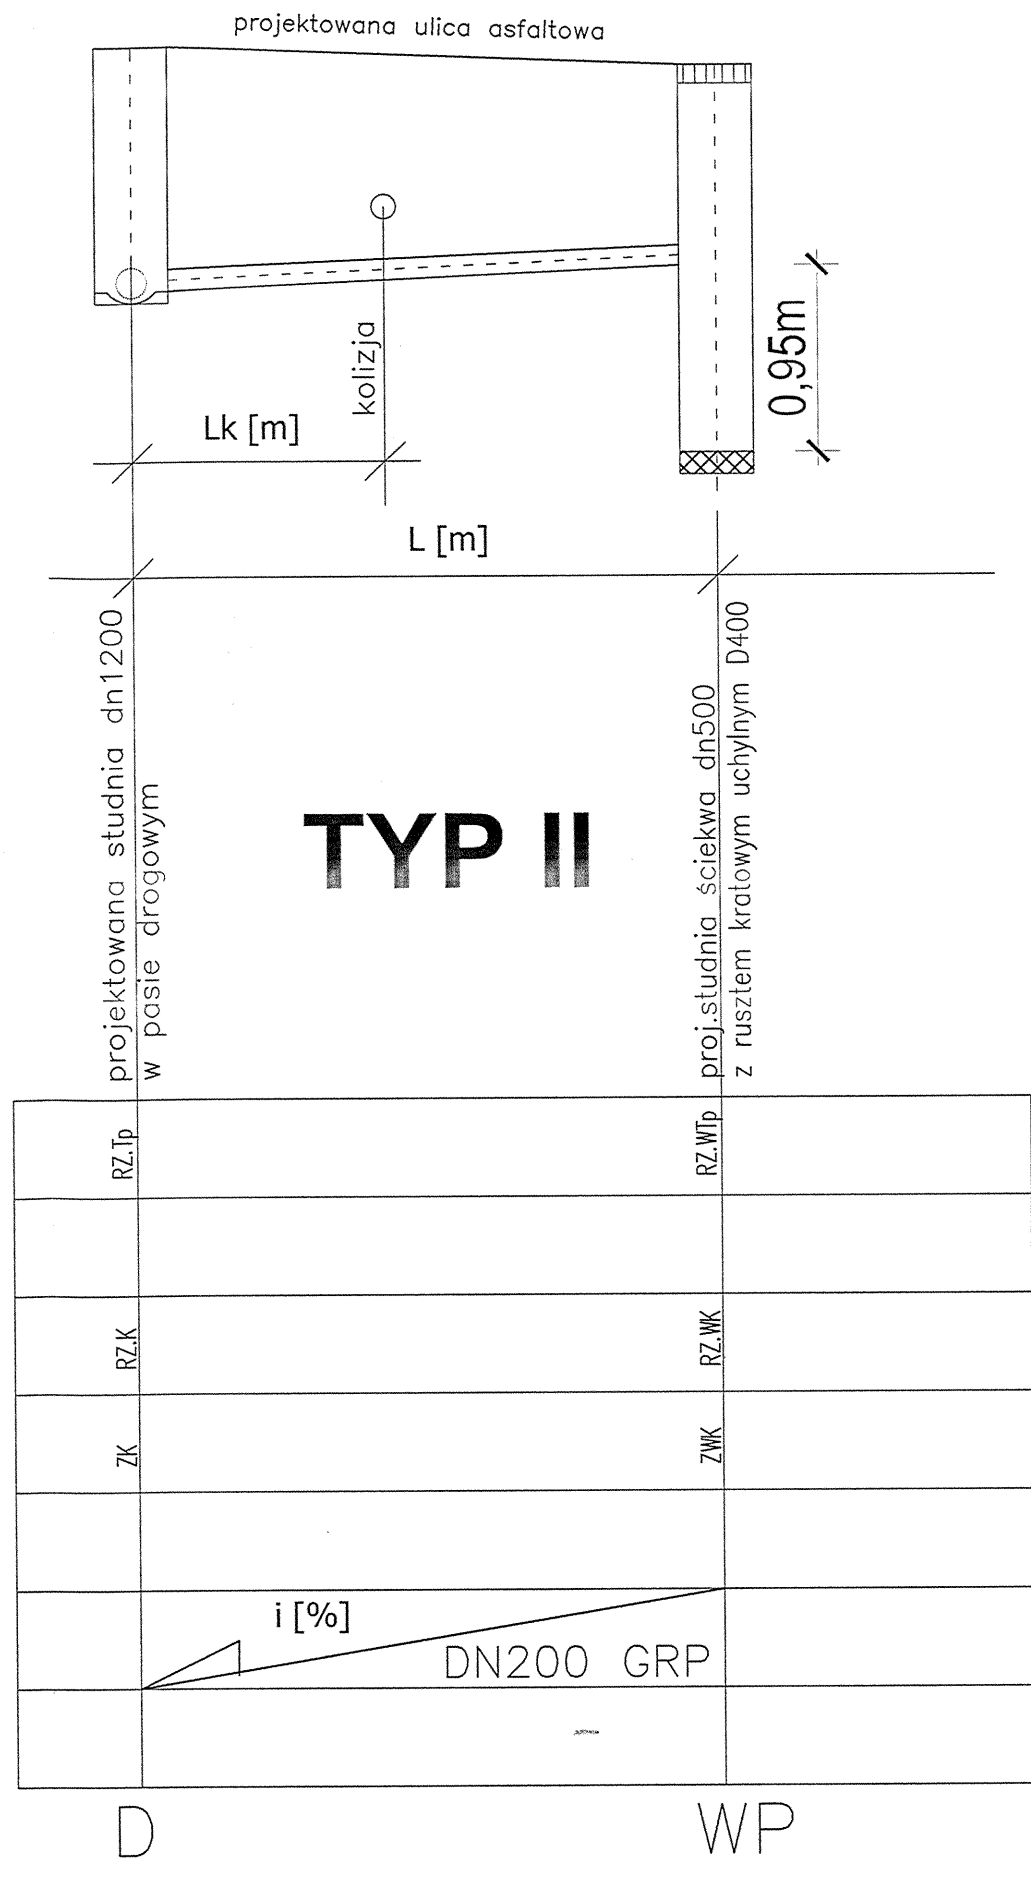 projektowana ulica asfaltowa
0,95m
kolizja
Lk [m]
L [m]
projektowana studnia dn1200
w pasie drogowym
TYP II
proj.studnia ściekwa dn500
z rusztem kratowym uchylnym D400
RZ.Tp
RZ.WTp
RZ.K
RZ.WK
ZK
ZWK
i [%]
DN200 GRP
D
WP